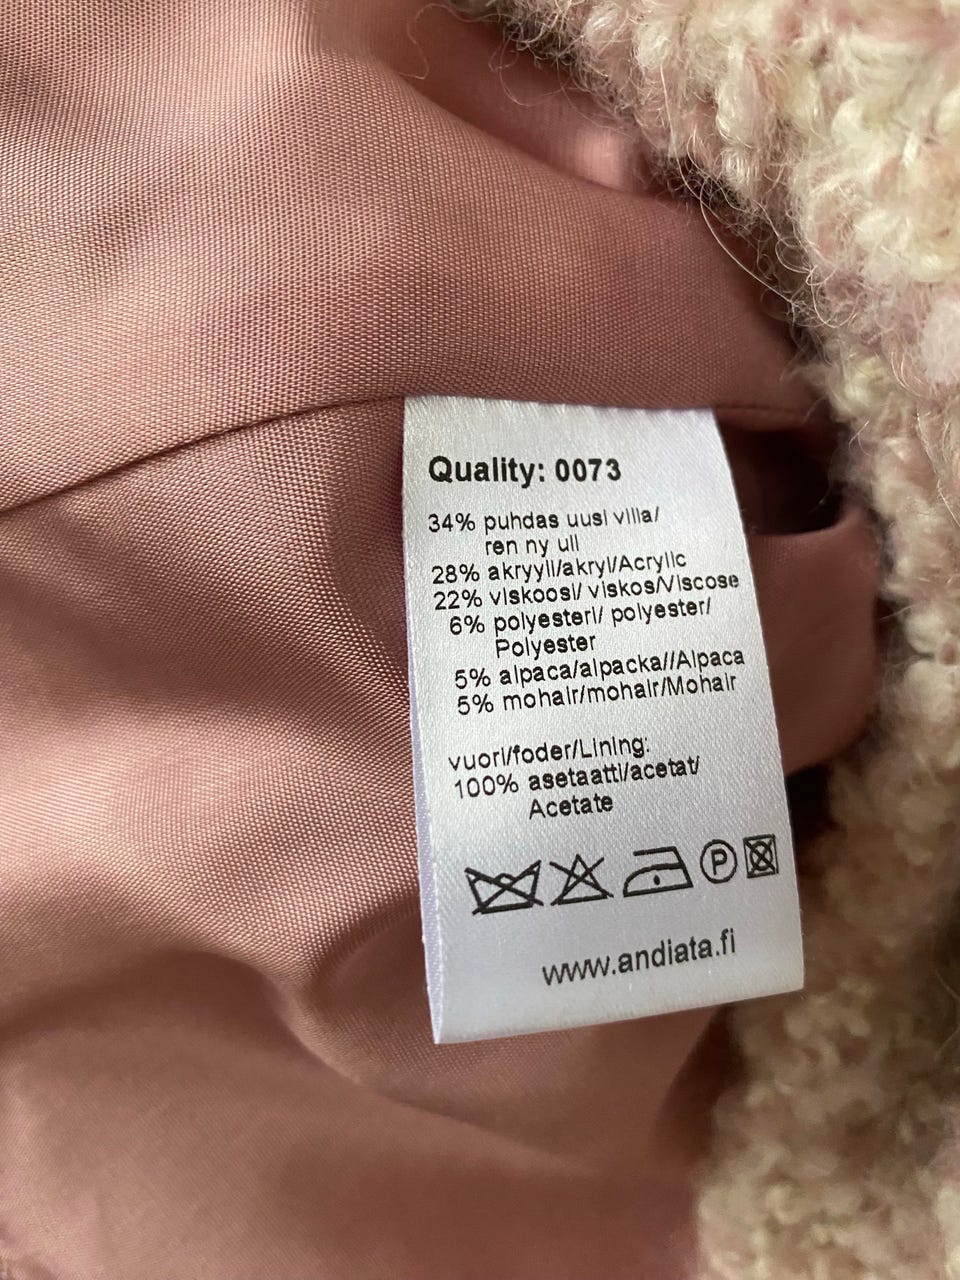 Quality: 0073
34% puhdas uusi villa/
ren ny ull
28% akryyli/akryl/Acrylic
22% viskoosi/ viskos/Viscose
6% polyesteri/ polyester/
Polyester
5% alpaca/alpacka//Alpaca
5% mohair/mohair/Mohair
vuori/foder/Lining:
100% asetaatti/acetat/
Acetate
P
www.andiata.fi